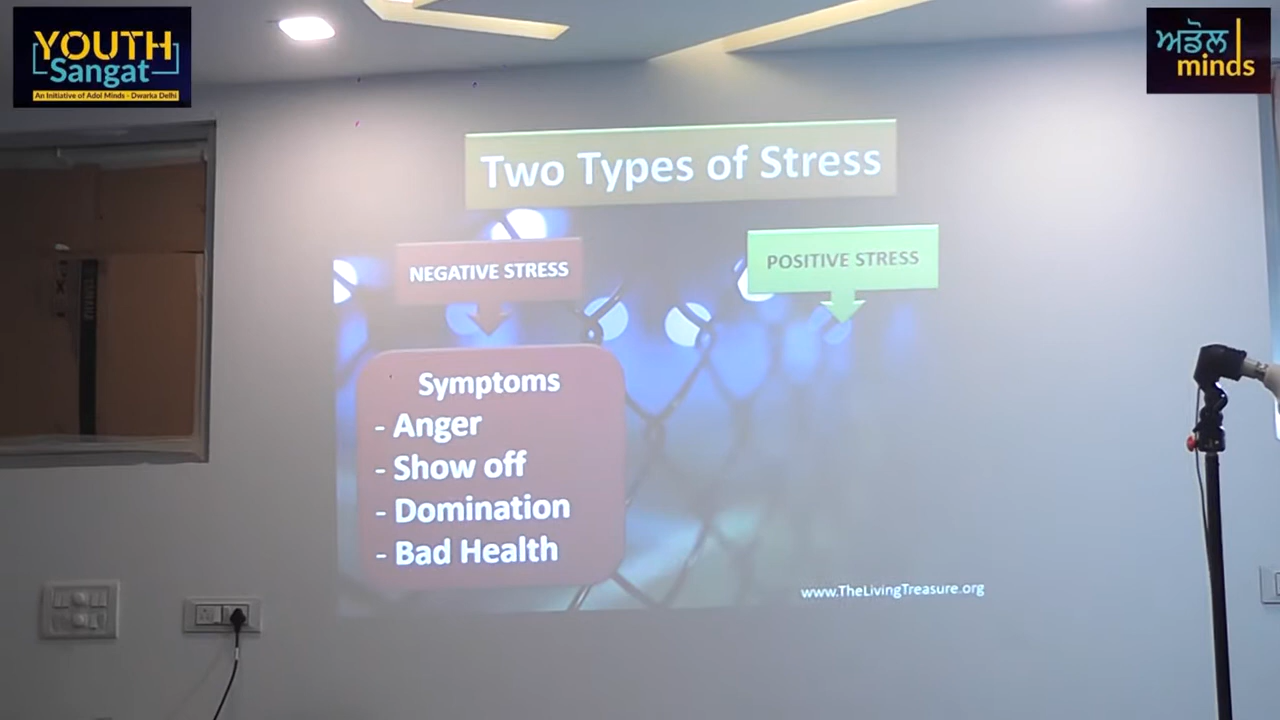 YOUTH
Sangat
An Initiative of Adol Minds - Dwarka Delhi
ਅਡੋਲ
minds
Two Types of Stress
NEGATIVE STRESS
POSITIVE STRESS
Symptoms
- Anger
- Show off
- Domination
- Bad Health
www.TheLivingTreasure.org